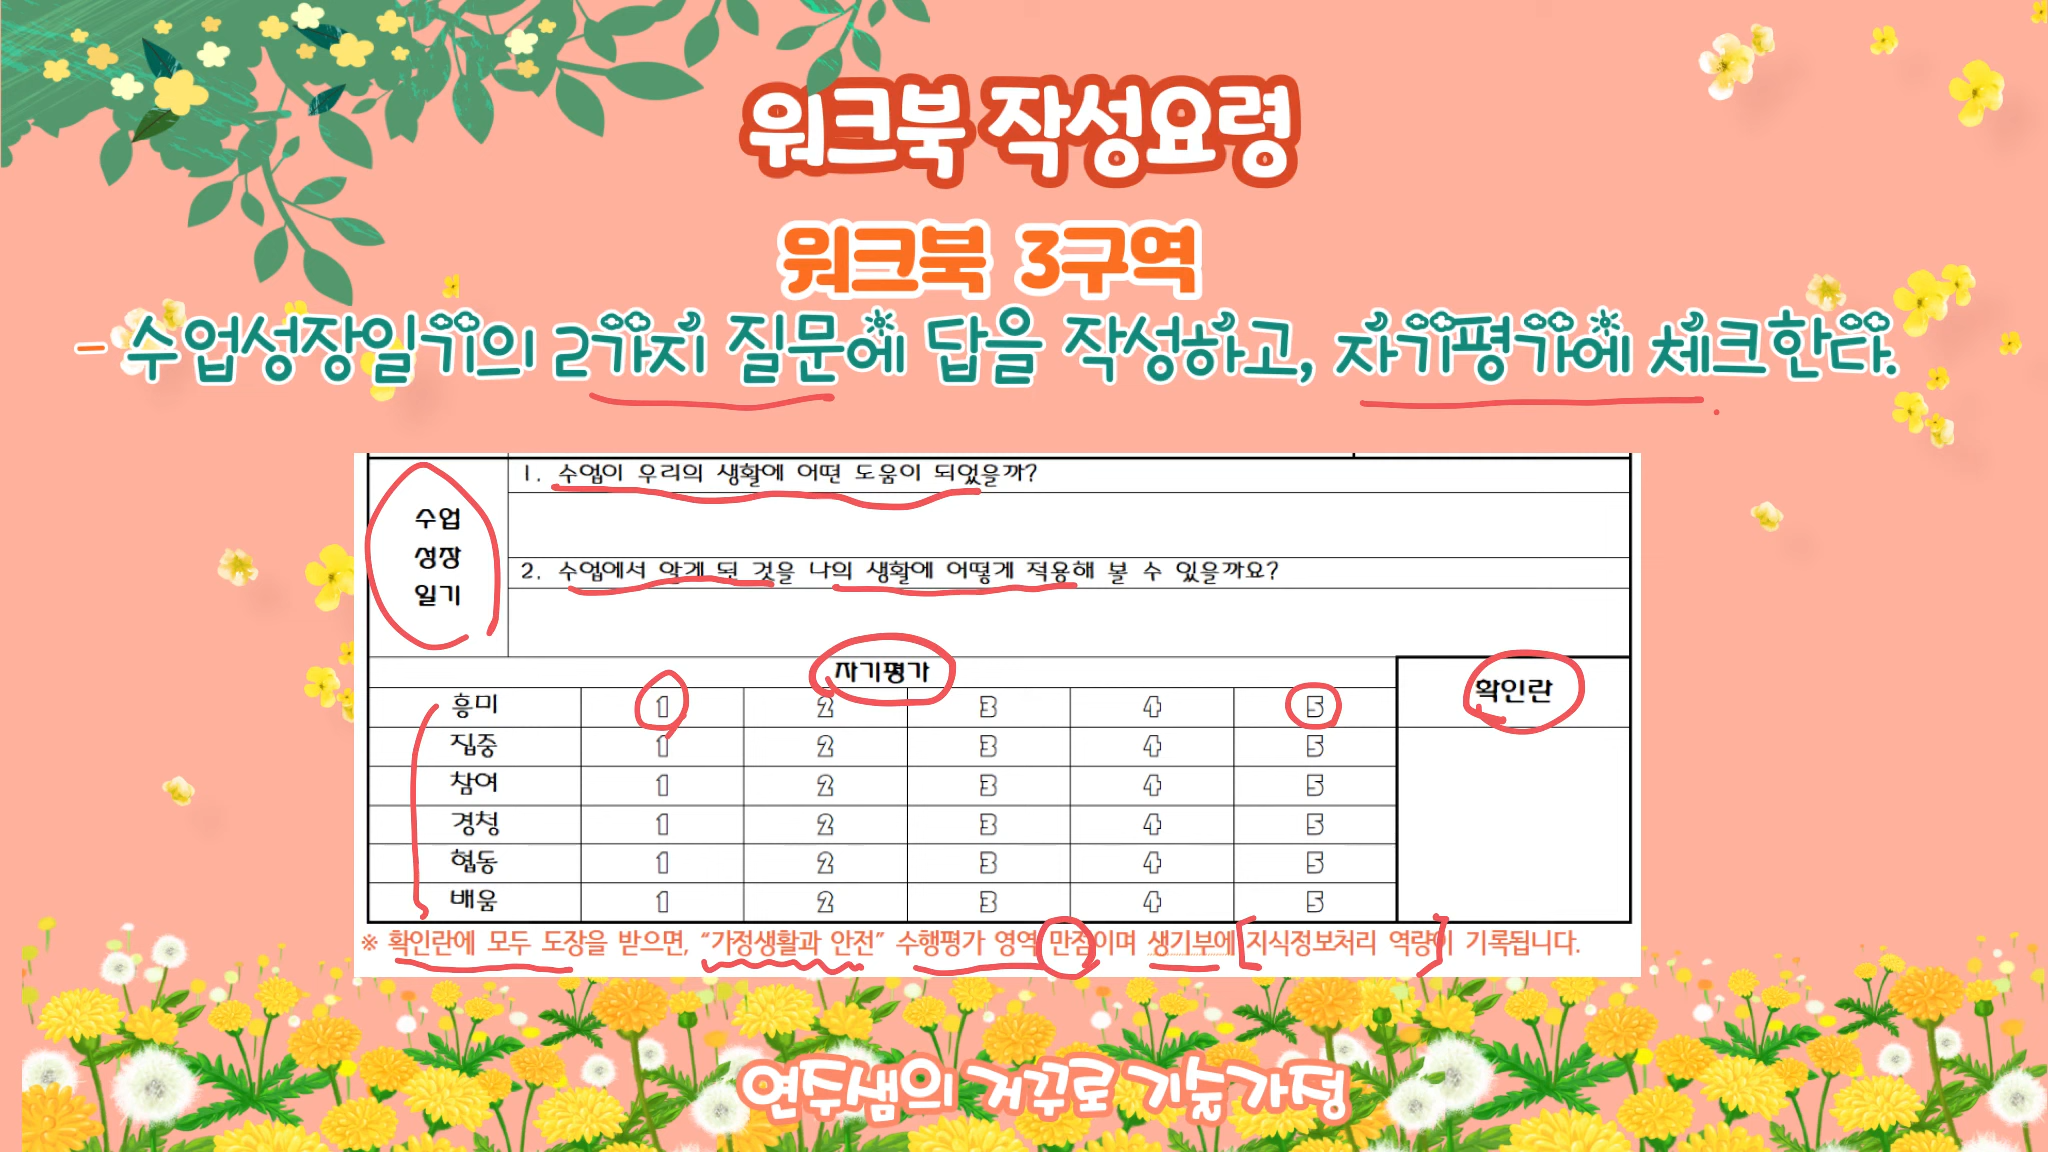 워크북 작성요령
워크북 3구역
- 수업성장일기의 2가지 질문에 답을 작성하고, 자기평가에 체크한다.
수업
성장
일기
1. 수업이 우리의 생활에 어떤 도움이 되었을까?
2. 수업에서 알게 된 것을 나의 생활에 어떻게 적용해 볼 수 있을까요?
자기평가
확인란
흥미 1 2 3 4 5
집중 1 2 3 4 5
참여 1 2 3 4 5
경청 1 2 3 4 5
협동 1 2 3 4 5
배움 1 2 3 4 5
※ 확인란에 모두 도장을 받으면, “가정생활과 안전” 수행평가 영역 만점이며 생기부에 지식정보처리 역량이 기록됩니다.
연주샘의 거꾸로 기술가정